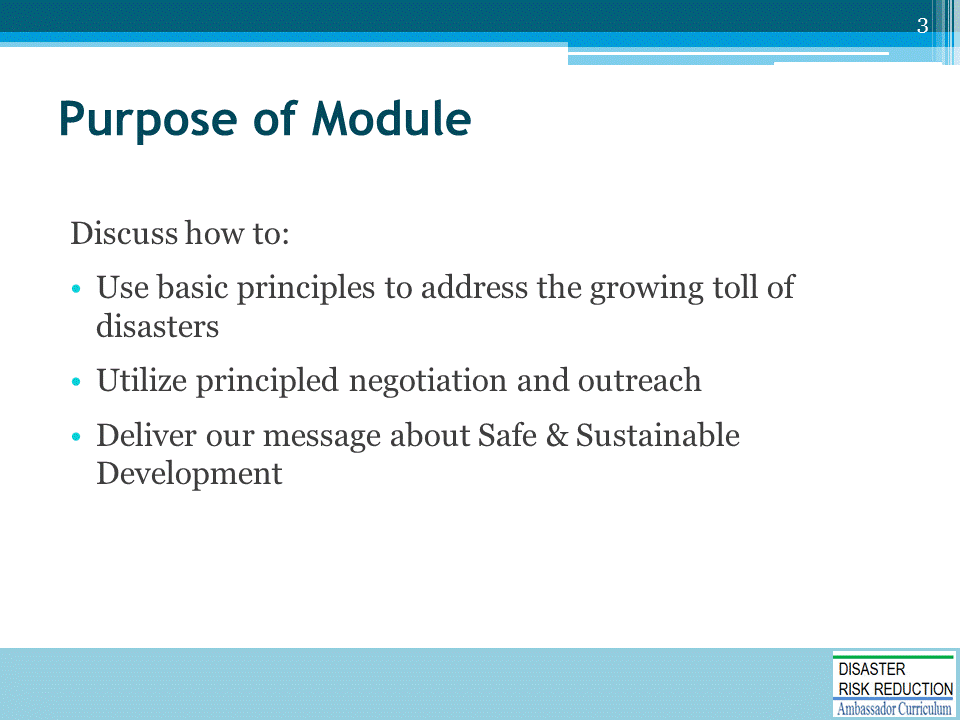 3
Purpose of Module
Discuss how to:
• Use basic principles to address the growing toll of
disasters
• Utilize principled negotiation and outreach
• Deliver our message about Safe & Sustainable
Development
DISASTER
RISK REDUCTION
Ambassador Curriculum